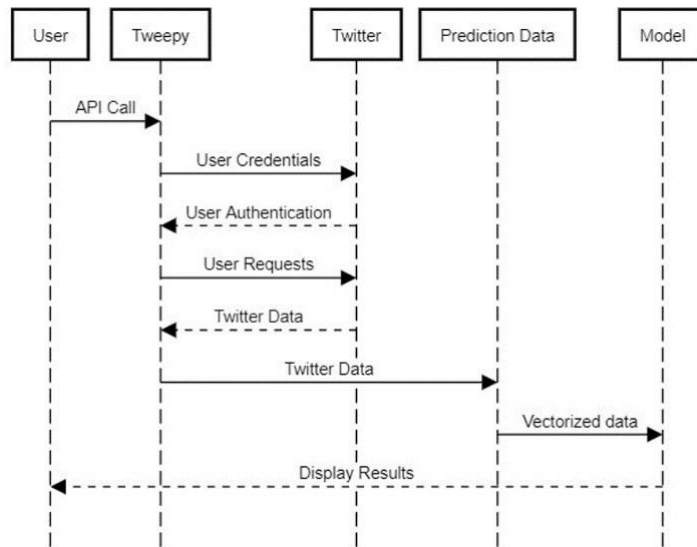 User
Tweepy
Twitter
Prediction Data
Model
API Call
User Credentials
User Authentication
User Requests
Twitter Data
Twitter Data
Vectorized data
Display Results